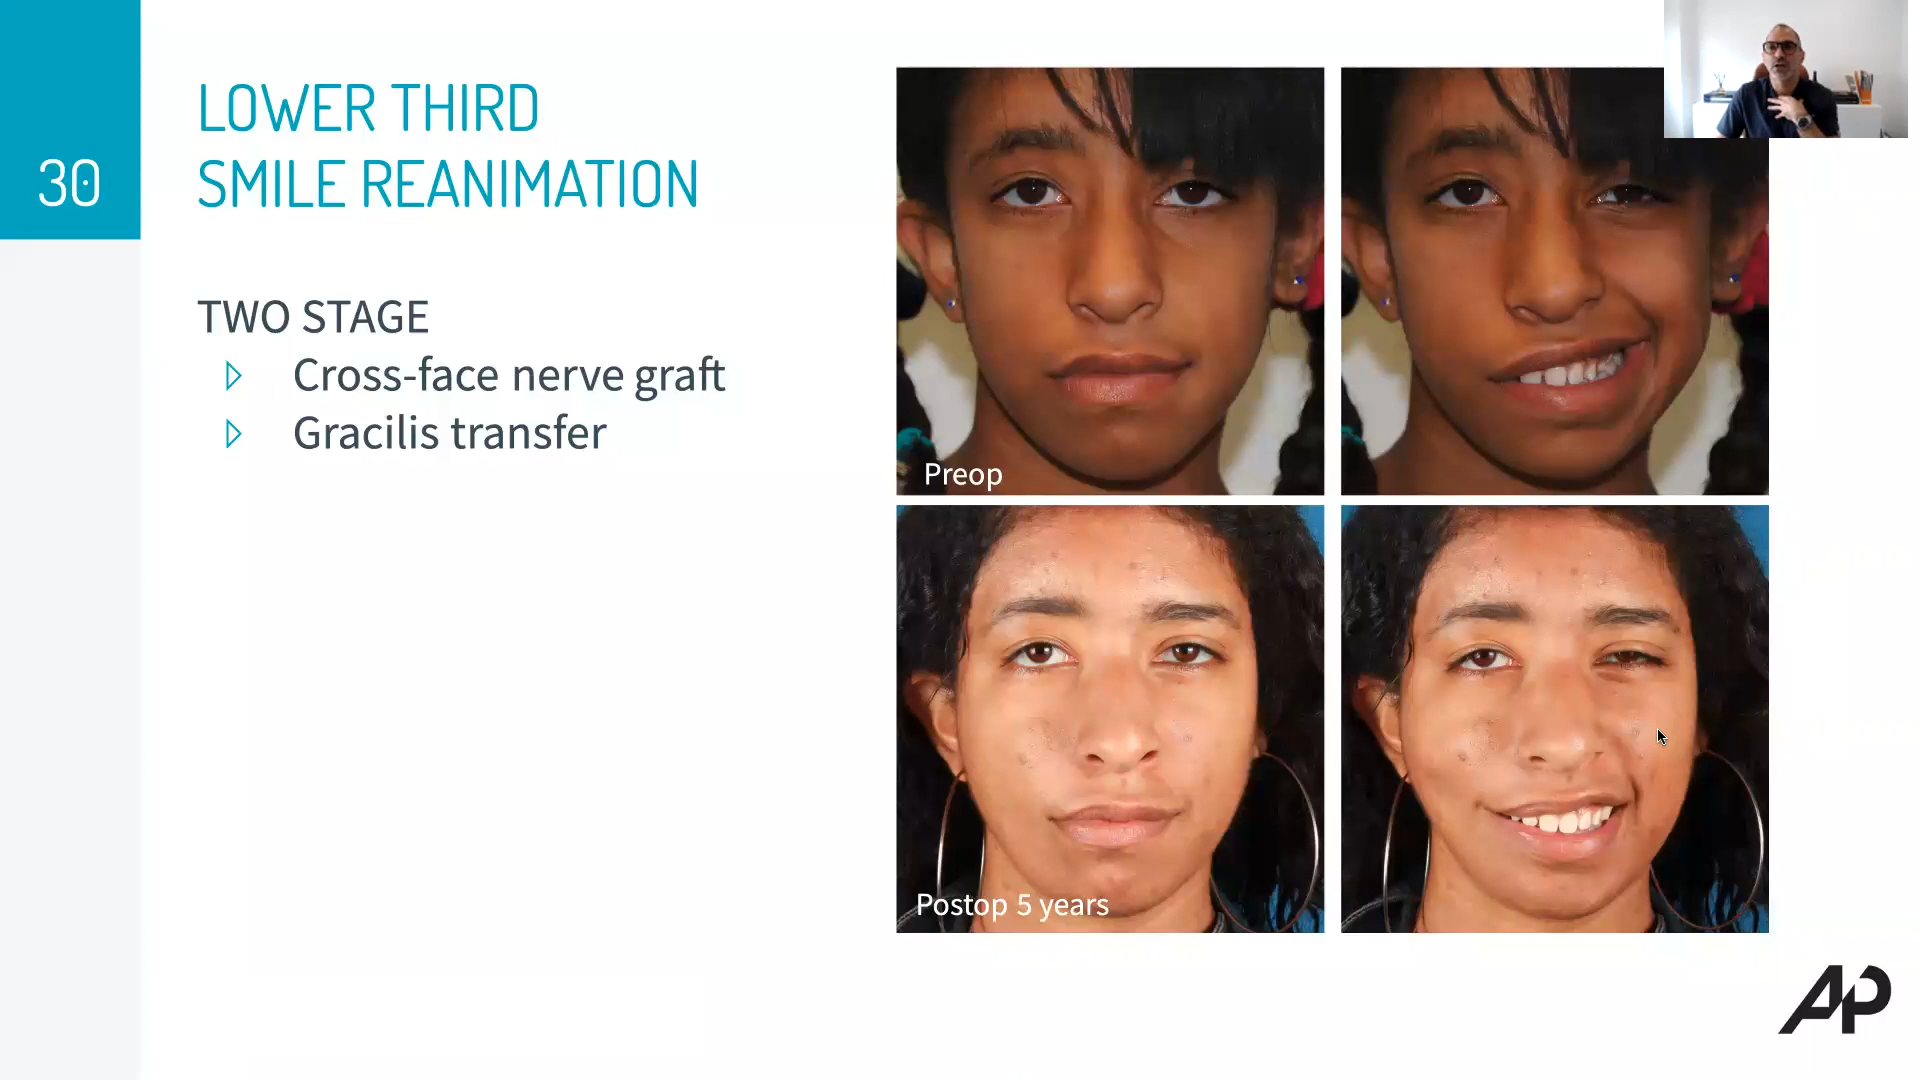 30
LOWER THIRD
SMILE REANIMATION
TWO STAGE
Cross-face nerve graft
Gracilis transfer
Preop
Postop 5 years
AP